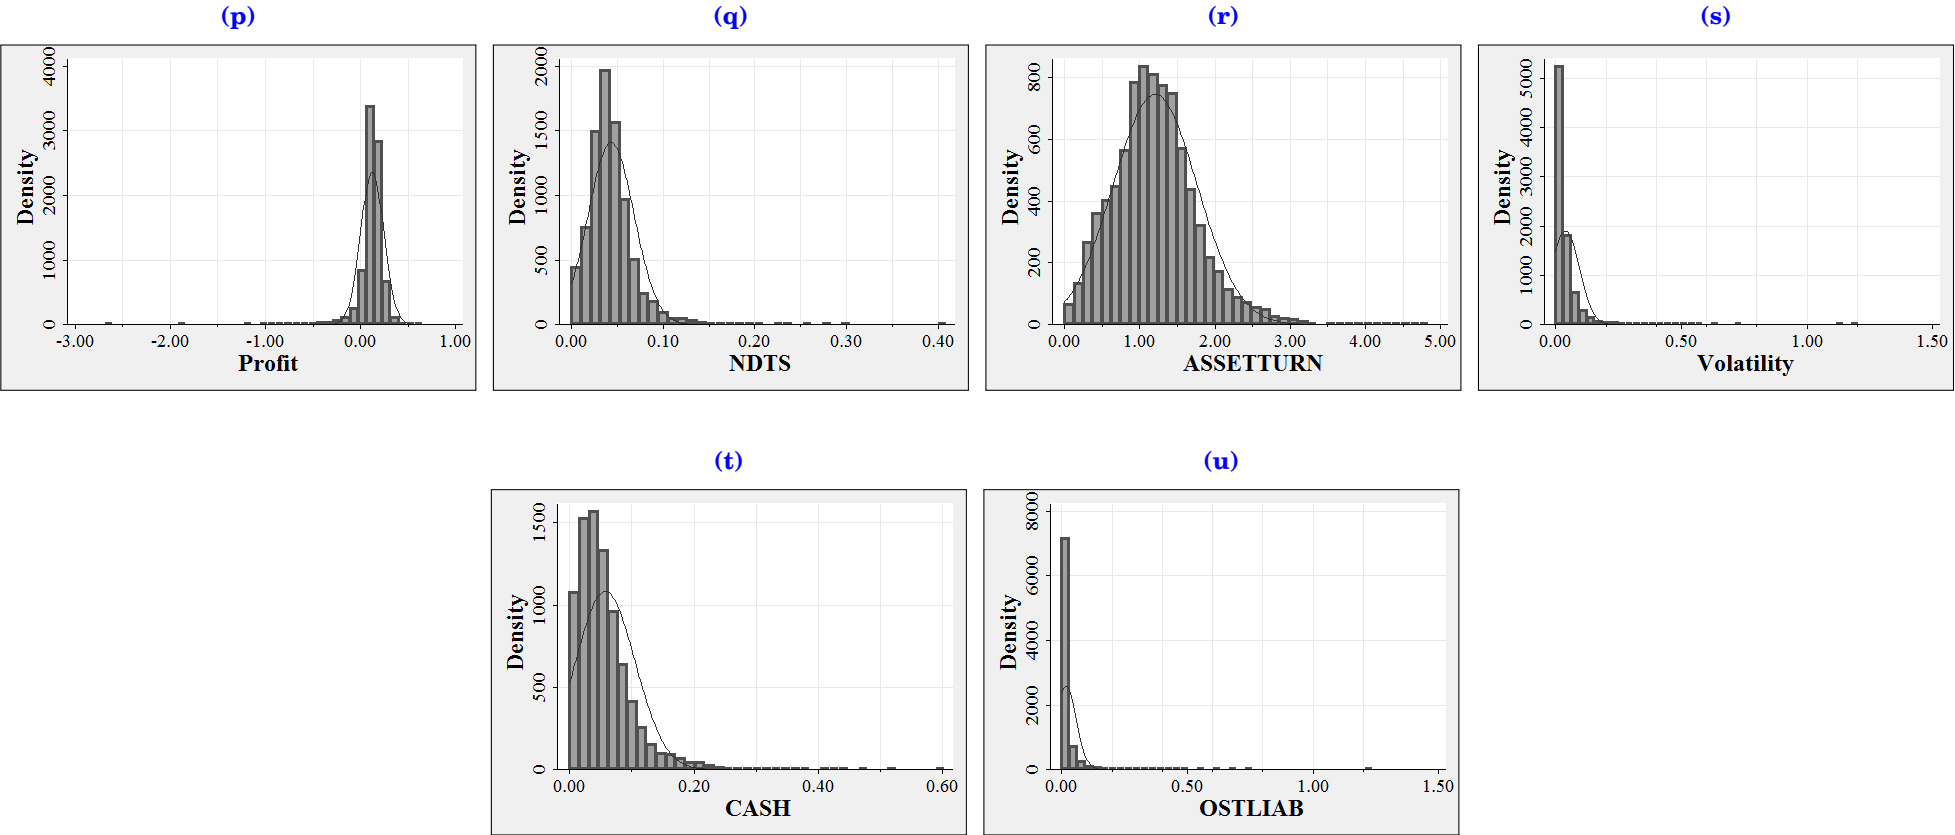 (p) (q) (r) (s)
Density
4000
3000
2000
1000
0
-3.00 -2.00 -1.00 0.00 1.00
Profit
Density
2000
1500
1000
500
0
0.00 0.10 0.20 0.30 0.40
NDTS
Density
800
600
400
200
0
0.00 1.00 2.00 3.00 4.00 5.00
ASSETTURN
Density
5000
4000
3000
2000
1000
0
0.00 0.50 1.00 1.50
Volatility
(t) (u)
Density
1500
1000
500
0
0.00 0.20 0.40 0.60
CASH
Density
8000
6000
4000
2000
0
0.00 0.50 1.00 1.50
OSTLIAB